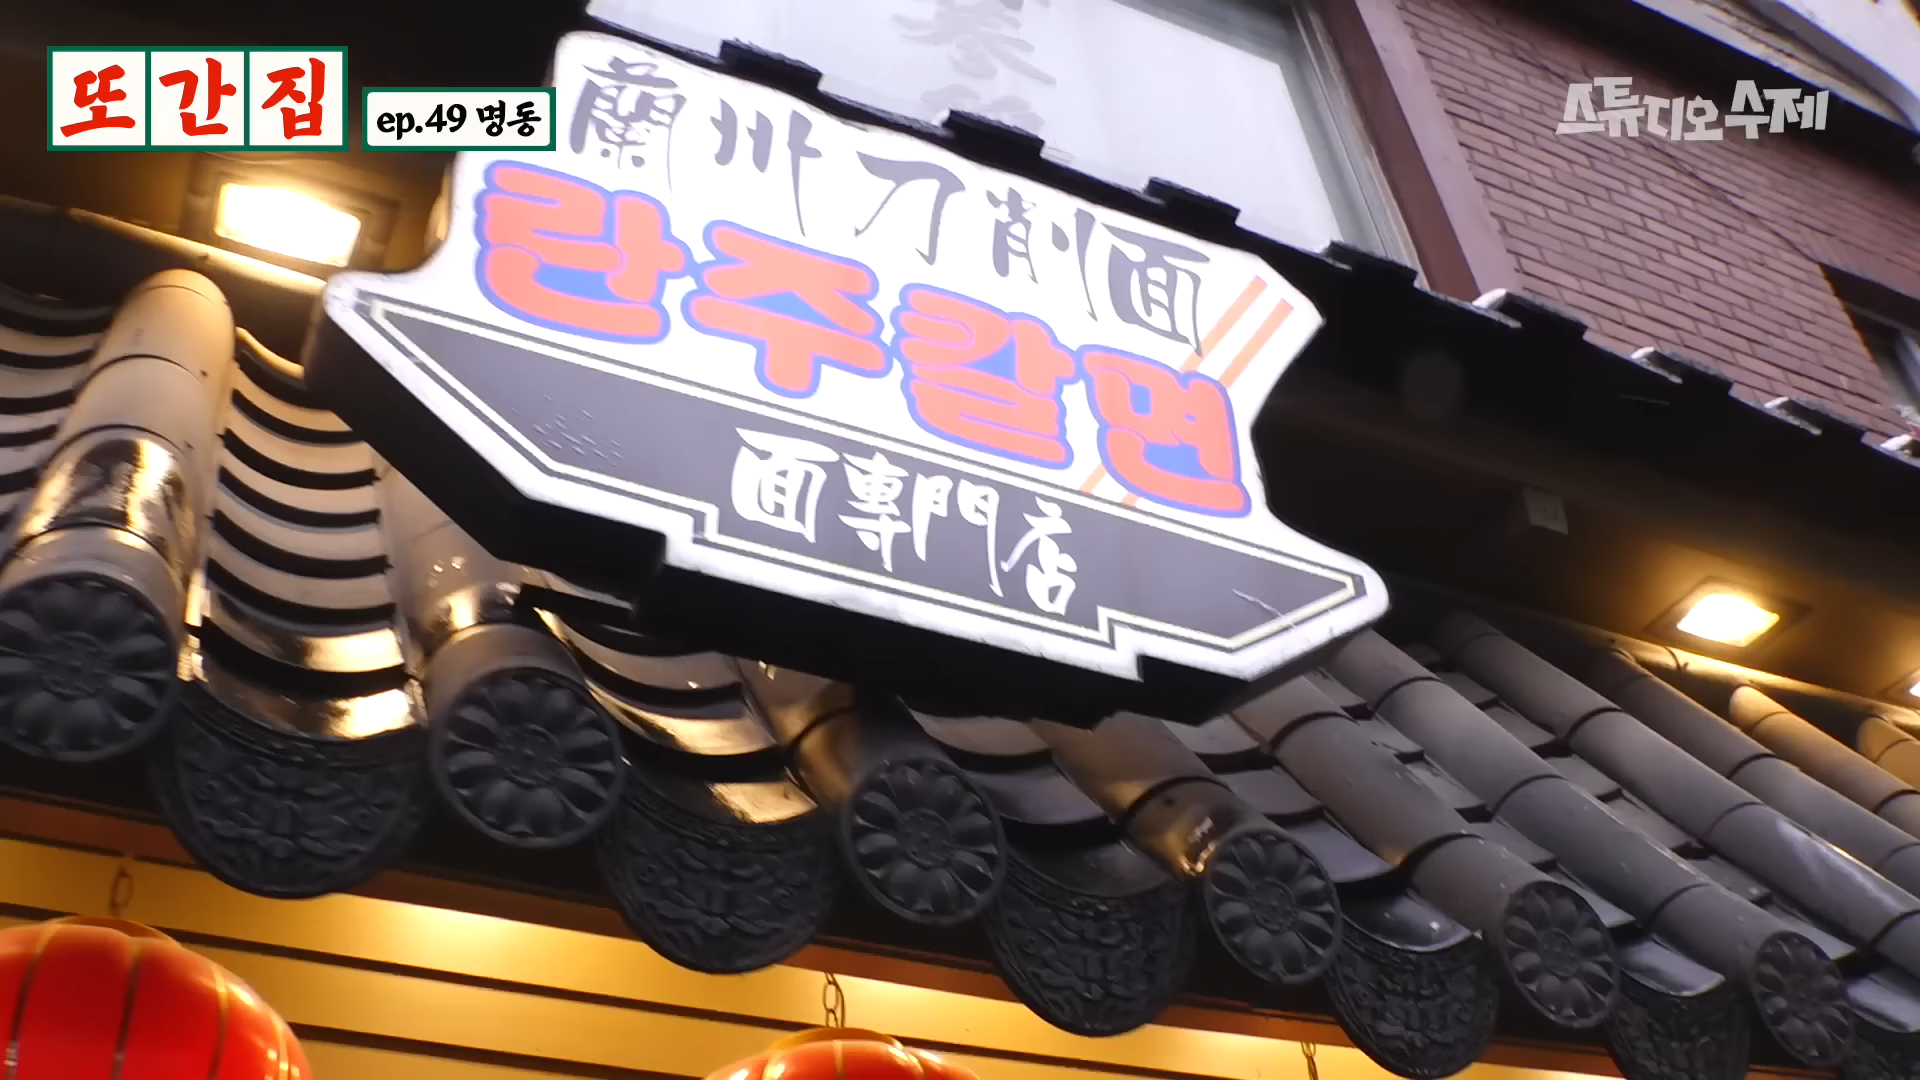 또간집
ep.49 명동
스튜디오 수제
蘭州刀削面
란주칼면
面專門店